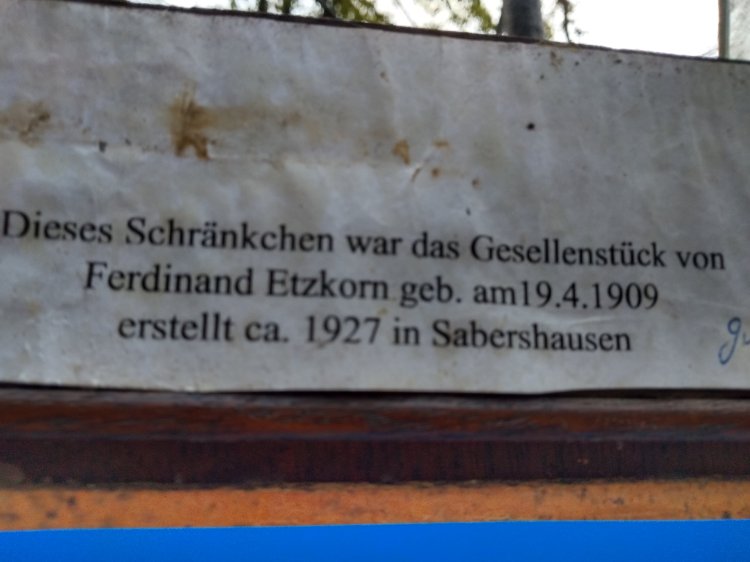 Dieses Schränkchen war das Gesellenstück von
Ferdinand Etzkorn geb. am19.4.1909
erstellt ca. 1927 in Sabershausen